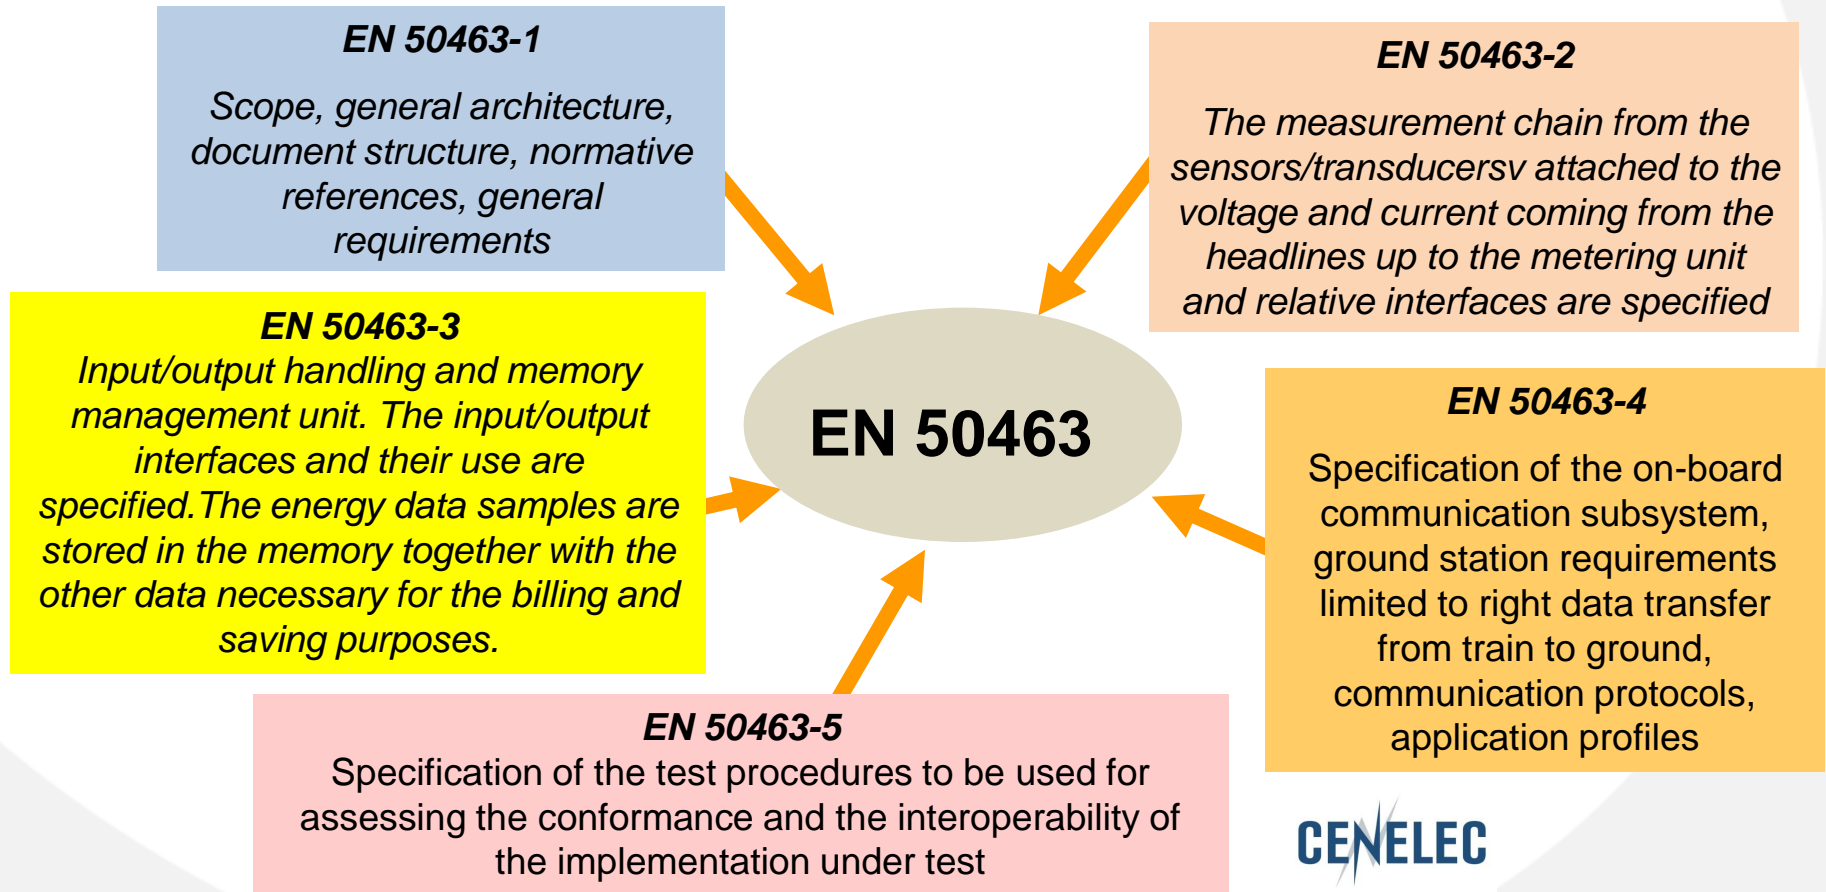 EN 50463-1
Scope, general architecture,
document structure, normative
references, general
requirements
EN 50463-2
The measurement chain from the
sensors/transducersv attached to the
voltage and current coming from the
headlines up to the metering unit
and relative interfaces are specified
EN 50463-3
Input/output handling and memory
management unit. The input/output
interfaces and their use are
specified.The energy data samples are
stored in the memory together with the
other data necessary for the billing and
saving purposes.
EN 50463
EN 50463-4
Specification of the on-board
communication subsystem,
ground station requirements
limited to right data transfer
from train to ground,
communication protocols,
application profiles
EN 50463-5
Specification of the test procedures to be used for
assessing the conformance and the interoperability of
the implementation under test
CENELEC